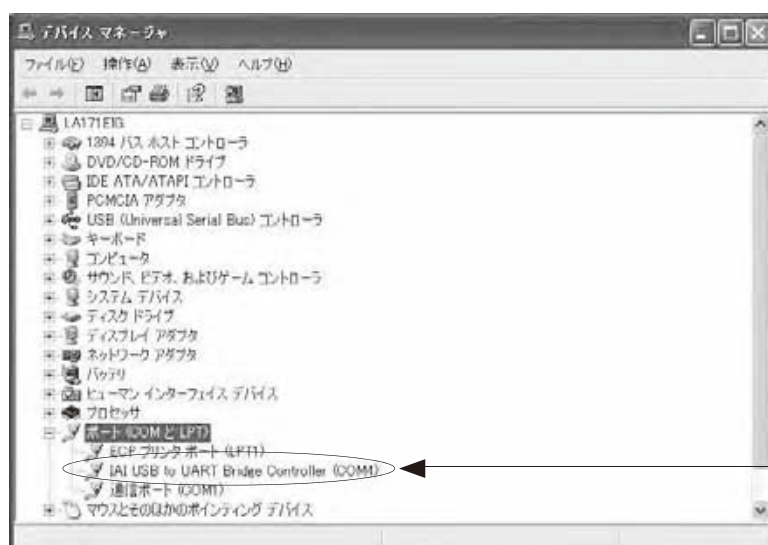 デバイス マネージャ
ファイル(F) 操作(A) 表示(V) ヘルプ(H)
LA171EIG
1394 バス ホスト コントローラ
DVD/CD-ROM ドライブ
IDE ATA/ATAPI コントローラ
PCMCIA アダプタ
USB (Universal Serial Bus) コントローラ
キーボード
コンピュータ
サウンド、ビデオ、およびゲーム コントローラ
システム デバイス
ディスク ドライブ
ディスプレイ アダプタ
ネットワーク アダプタ
バッテリ
ヒューマン インターフェイス デバイス
プロセッサ
ポート (COM と LPT)
ECP プリンタ ポート (LPT1)
IAI USB to UART Bridge Controller (COM4)
通信ポート (COM1)
マウスとそのほかのポインティング デバイス